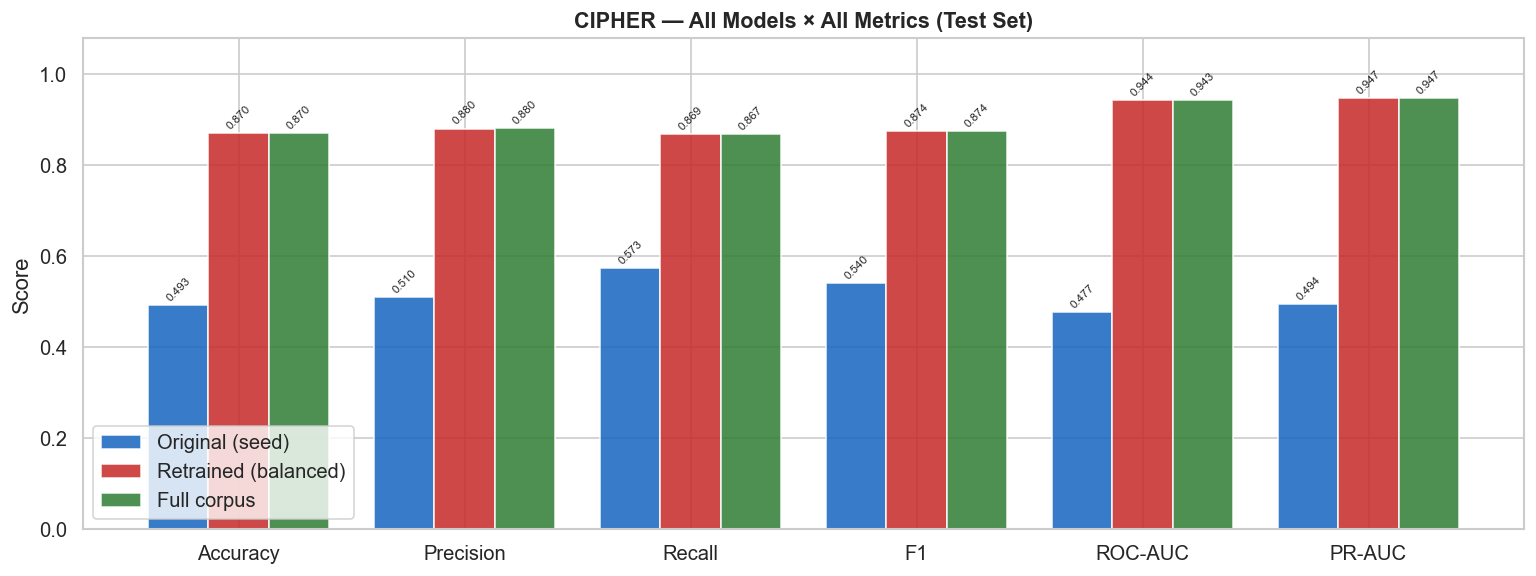 CIPHER — All Models × All Metrics (Test Set)
Score
1.0
0.8
0.6
0.4
0.2
0.0
0.493
0.870
0.870
0.510
0.880
0.880
0.573
0.869
0.867
0.540
0.874
0.874
0.477
0.944
0.943
0.494
0.947
0.947
Original (seed)
Retrained (balanced)
Full corpus
Accuracy
Precision
Recall
F1
ROC-AUC
PR-AUC